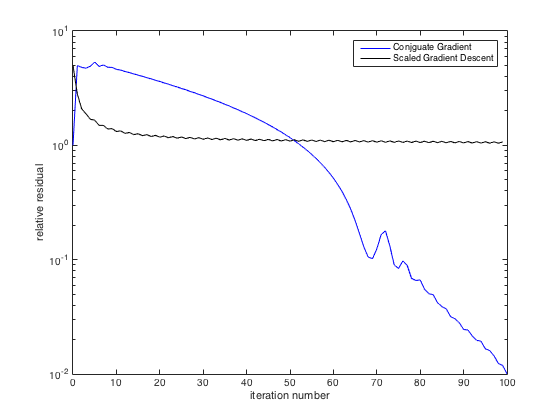 10^1
Conjguate Gradient
Scaled Gradient Descent
10^0
relative residual
10^-1
10^-2
0 10 20 30 40 50 60 70 80 90 100
iteration number